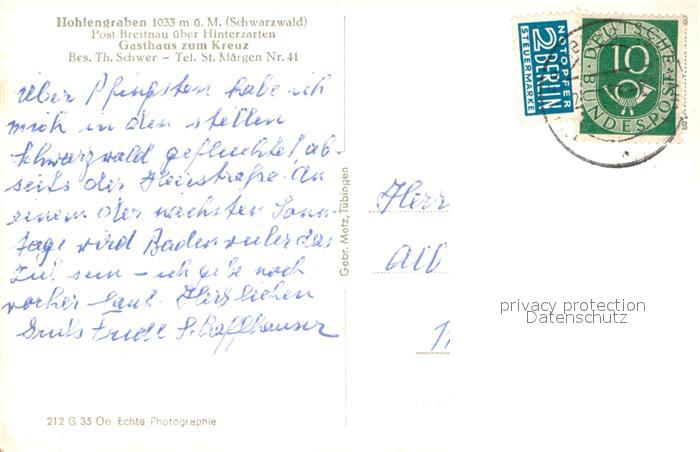 Hohlengraben 1033 m ü. M. (Schwarzwald)
Post Breitnau über Hinterzarten
Gasthaus zum Kreuz
Bes. Th. Schwer - Tel. St. Märgen Nr. 41
Über Pfingsten habe ich
mich in den stillen
Schwarzwald geflüchtet ab-
seits der Heerstraße. An
einem der nächsten Sonn-
tage wird Badenweiler das
Ziel sein - ich gebe noch
vorher Laut. Herzlichen
Gruß
Gebr. Metz, Tübingen
212 G 35 Oe Echte Photographie
NOTOPFER
2 BERLIN
STEUERMARKE
DEUTSCHE
10
BUNDESPOST
Herr
privacy protection
Datenschutz